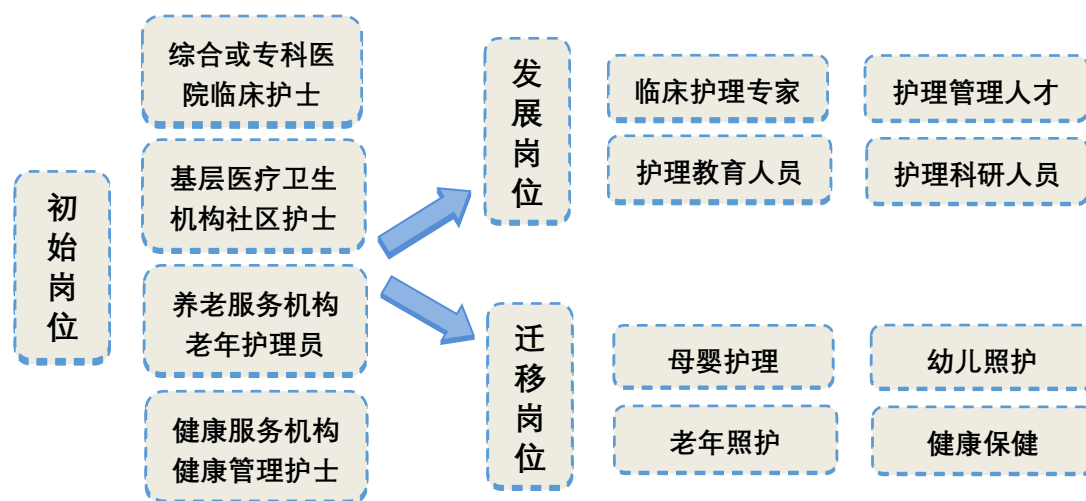 初始岗位
综合或专科医
院临床护士
基层医疗卫生
机构社区护士
养老服务机构
老年护理员
健康服务机构
健康管理护士
发展岗位
临床护理专家
护理管理人才
护理教育人员
护理科研人员
迁移岗位
母婴护理
幼儿照护
老年照护
健康保健